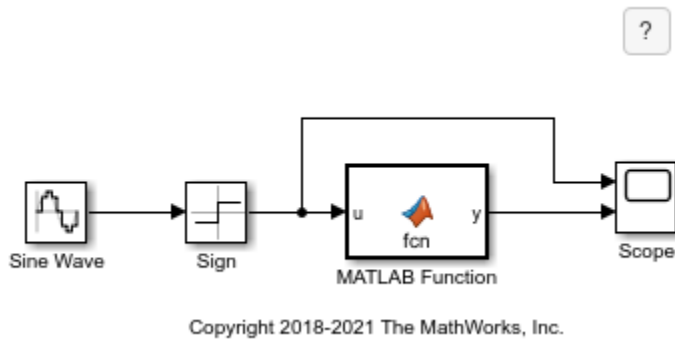 ?
u
y
fcn
Sine Wave
Sign
MATLAB Function
Scope
Copyright 2018-2021 The MathWorks, Inc.